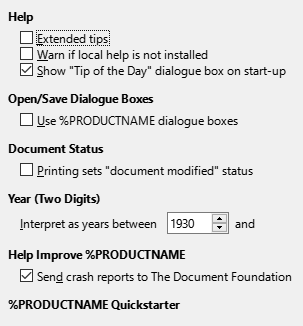 Help
Extended tips
Warn if local help is not installed
Show "Tip of the Day" dialogue box on start-up
Open/Save Dialogue Boxes
Use %PRODUCTNAME dialogue boxes
Document Status
Printing sets "document modified" status
Year (Two Digits)
Interpret as years between 1930 and
Help Improve %PRODUCTNAME
Send crash reports to The Document Foundation
%PRODUCTNAME Quickstarter